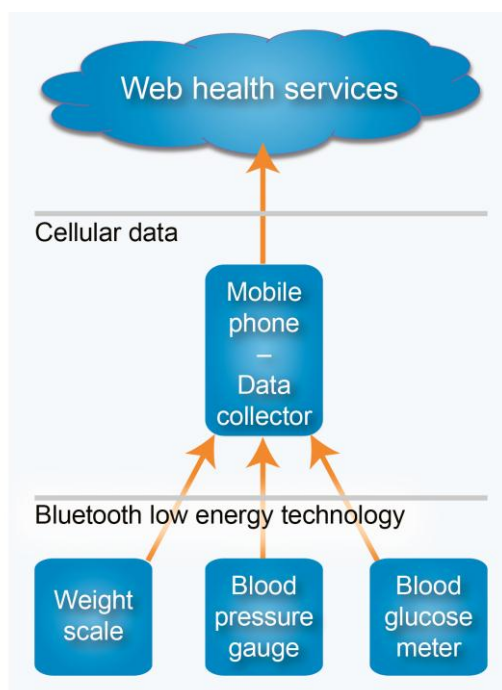 Web health services
Cellular data
Mobile
phone
–
Data
collector
Bluetooth low energy technology
Weight
scale
Blood
pressure
gauge
Blood
glucose
meter